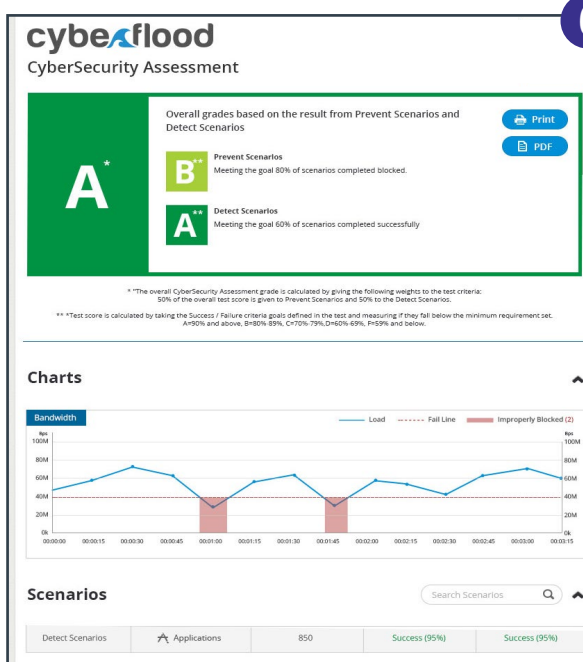 cyberflood
CyberSecurity Assessment
A*
Overall grades based on the result from Prevent Scenarios and
Detect Scenarios
Print
PDF
B**
Prevent Scenarios
Meeting the goal 80% of scenarios completed blocked.
A**
Detect Scenarios
Meeting the goal 60% of scenarios completed successfully
* "The overall CyberSecurity Assessment grade is calculated by giving the following weights to the test criteria:
50% of the overall test score is given to Prevent Scenarios and 50% to the Detect Scenarios.
** *Test score is calculated by taking the Success / Failure criteria goals defined in the test and measuring if they fall below the minimum requirement set.
A=90% and above, B=80%-89%, C=70%-79%,D=60%-69%, F=59% and below.
Charts
Bandwidth
Load Fail Line Improperly Blocked (2)
Bps Bps
100M 100M
80M 80M
60M 60M
40M 40M
20M 20M
0k 0k
00:00:00 00:00:15 00:00:30 00:00:45 00:01:00 00:01:15 00:01:30 00:01:45 00:02:00 00:02:15 00:02:30 00:02:45 00:03:00 00:03:15
Scenarios
Search Scenarios
Detect Scenarios Applications 850 Success (95%) Success (95%)